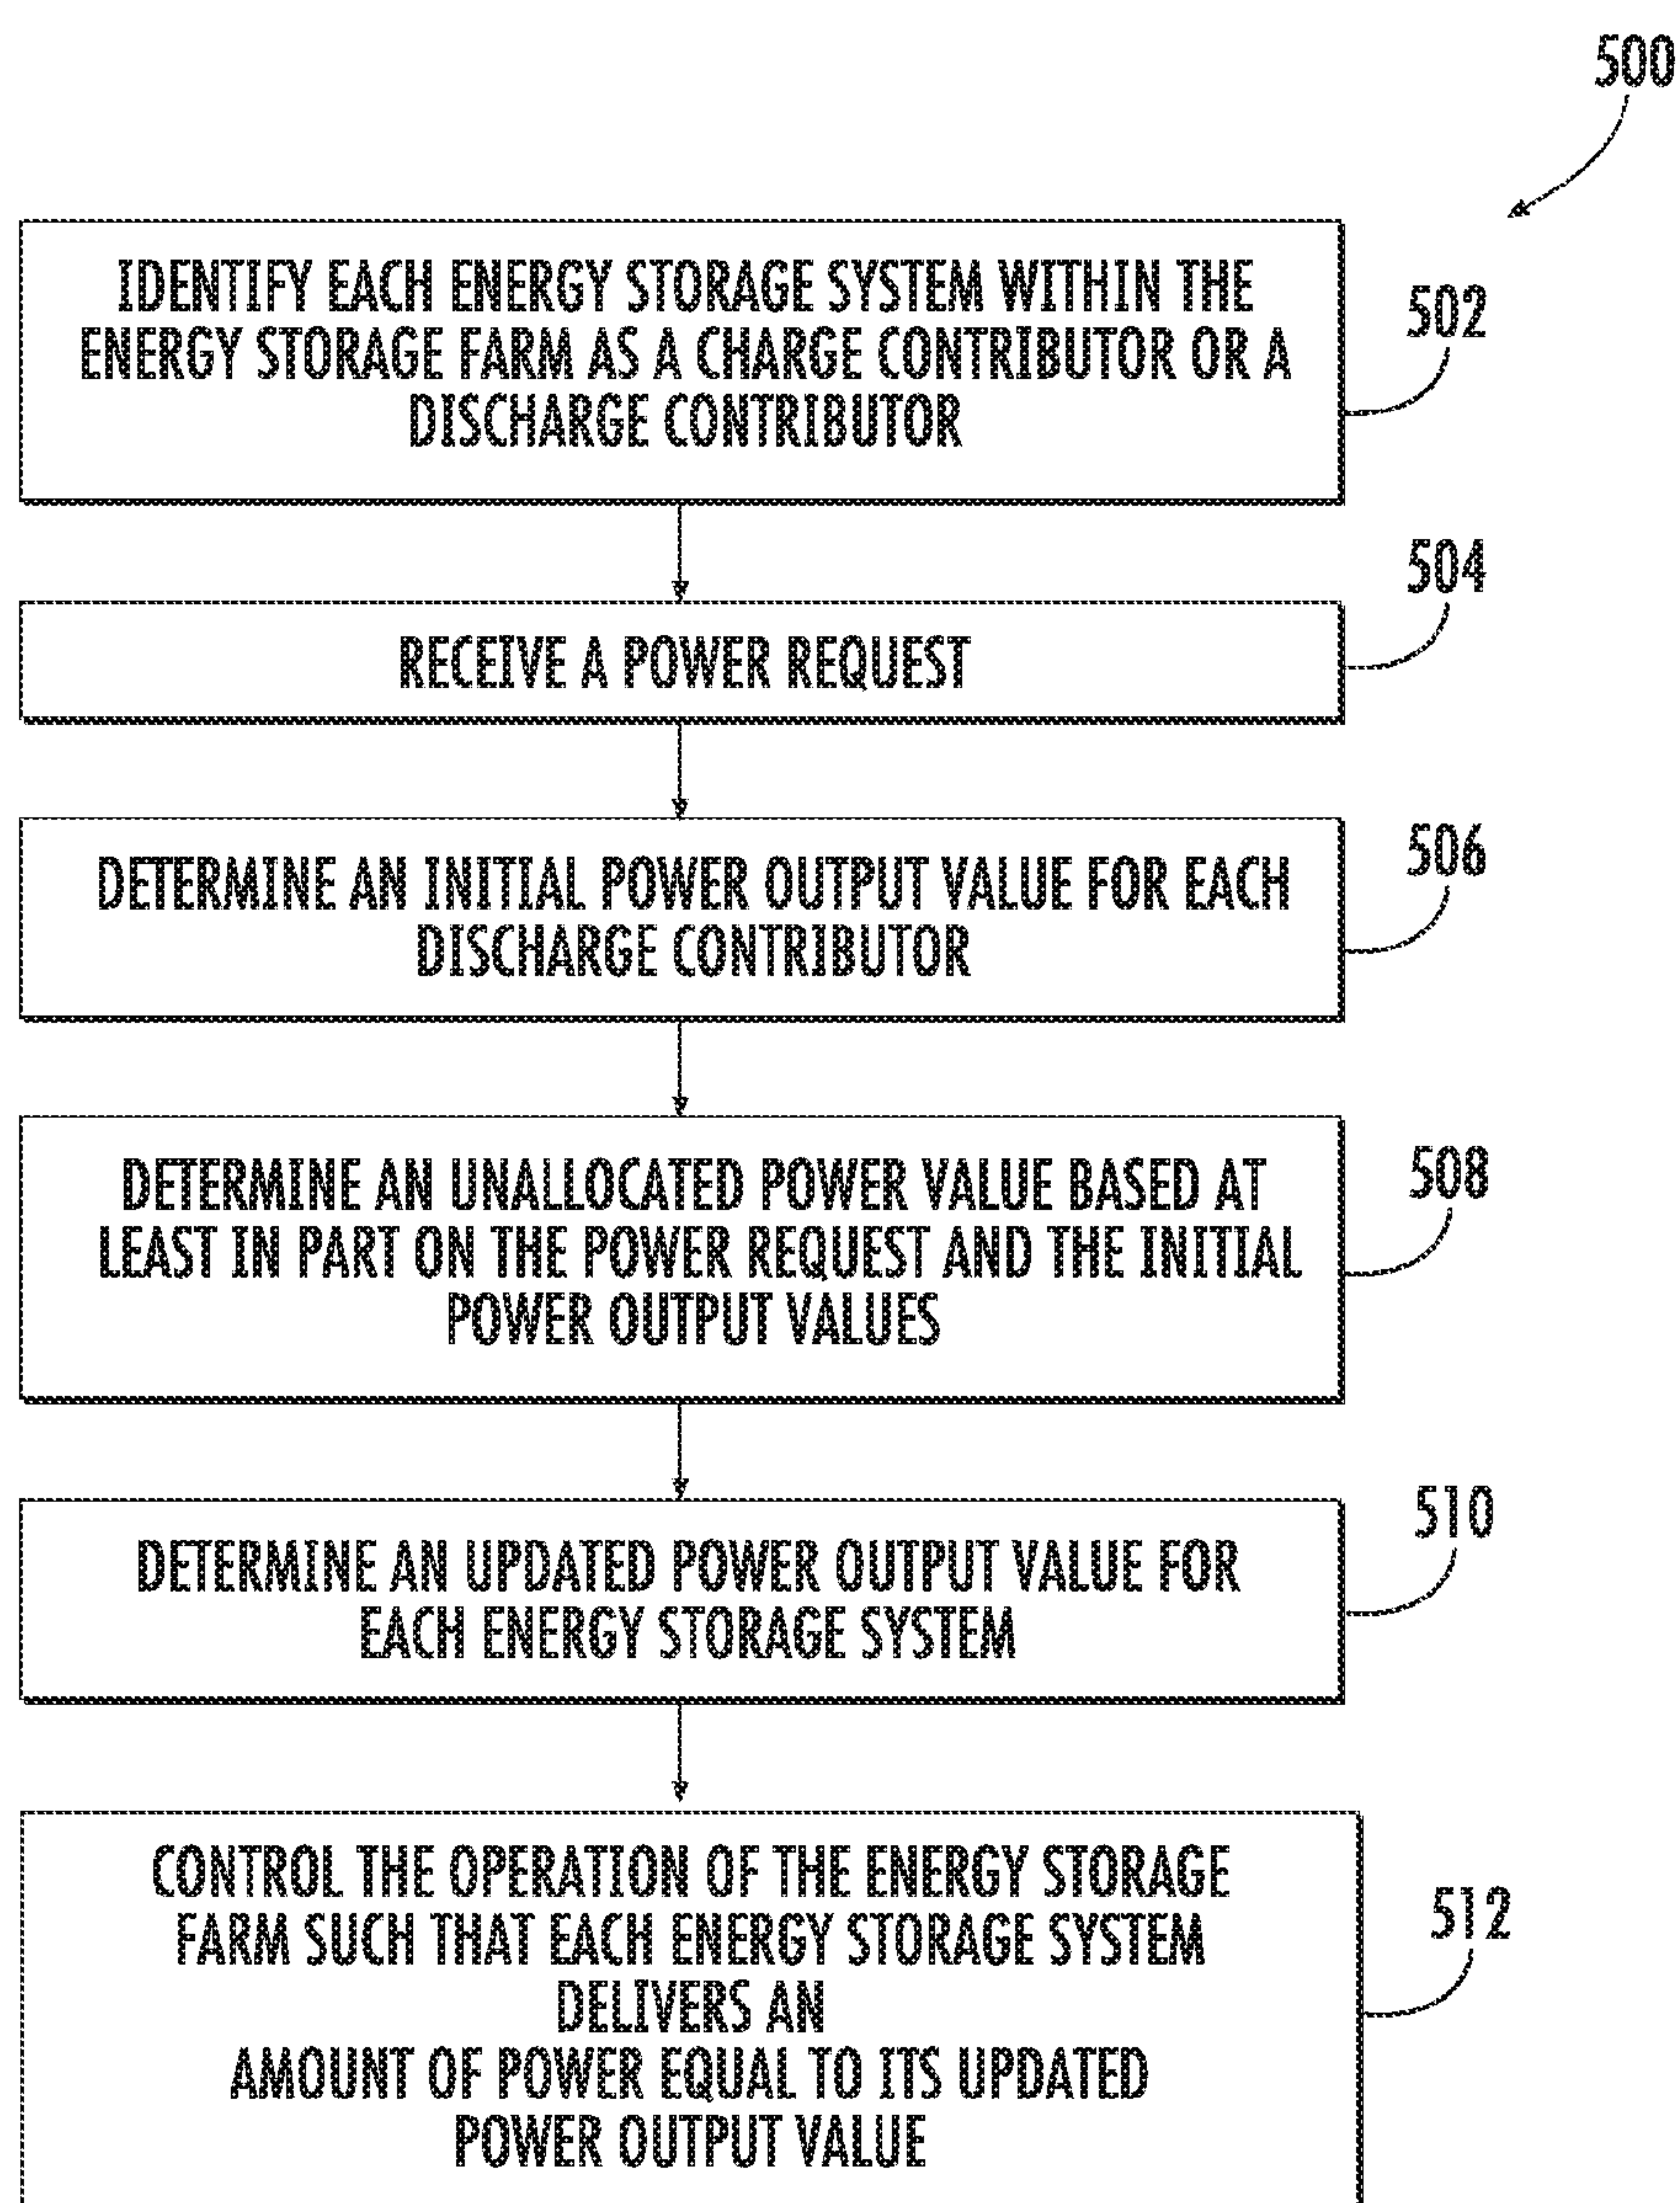 500
IDENTIFY EACH ENERGY STORAGE SYSTEM WITHIN THE
ENERGY STORAGE FARM AS A CHARGE CONTRIBUTOR OR A
DISCHARGE CONTRIBUTOR
502
504
RECEIVE A POWER REQUEST
506
DETERMINE AN INITIAL POWER OUTPUT VALUE FOR EACH
DISCHARGE CONTRIBUTOR
508
DETERMINE AN UNALLOCATED POWER VALUE BASED AT
LEAST IN PART ON THE POWER REQUEST AND THE INITIAL
POWER OUTPUT VALUES
510
DETERMINE AN UPDATED POWER OUTPUT VALUE FOR
EACH ENERGY STORAGE SYSTEM
CONTROL THE OPERATION OF THE ENERGY STORAGE
FARM SUCH THAT EACH ENERGY STORAGE SYSTEM
DELIVERS AN
AMOUNT OF POWER EQUAL TO ITS UPDATED
POWER OUTPUT VALUE
512